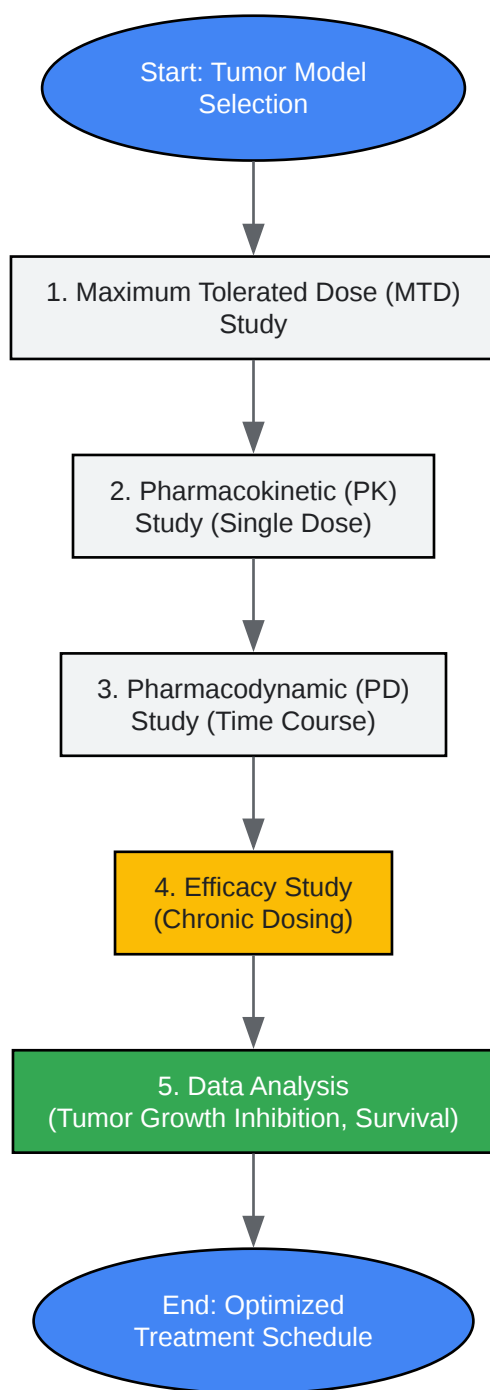 Start: Tumor Model
Selection
1. Maximum Tolerated Dose (MTD)
Study
2. Pharmacokinetic (PK)
Study (Single Dose)
3. Pharmacodynamic (PD)
Study (Time Course)
4. Efficacy Study
(Chronic Dosing)
5. Data Analysis
(Tumor Growth Inhibition, Survival)
End: Optimized
Treatment Schedule